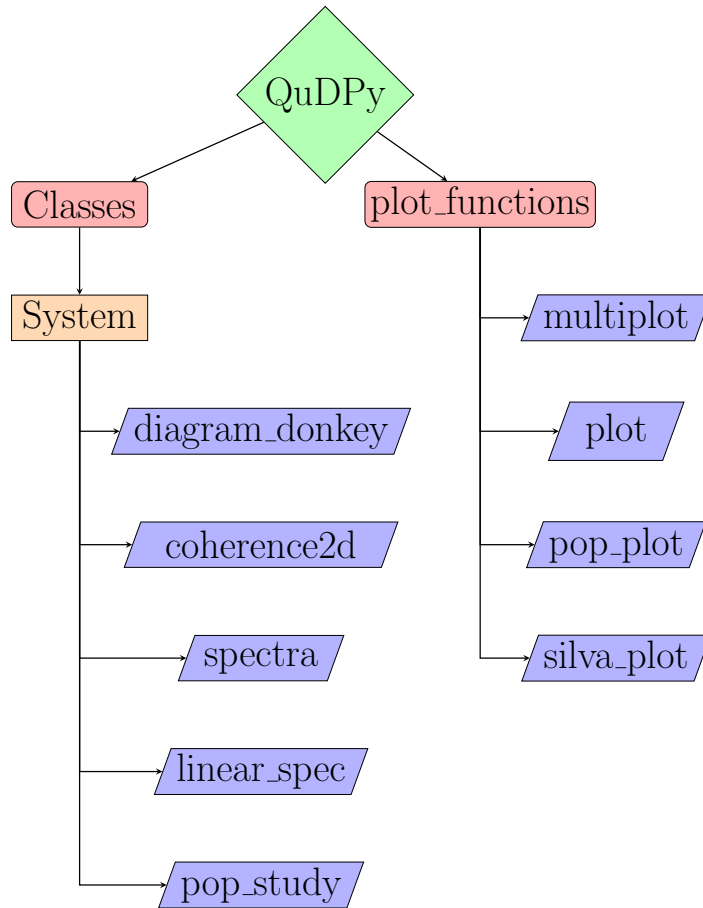 QuDPy
Classes
plot_functions
System
multiplot
diagram_donkey
plot
coherence2d
pop_plot
spectra
silva_plot
linear_spec
pop_study